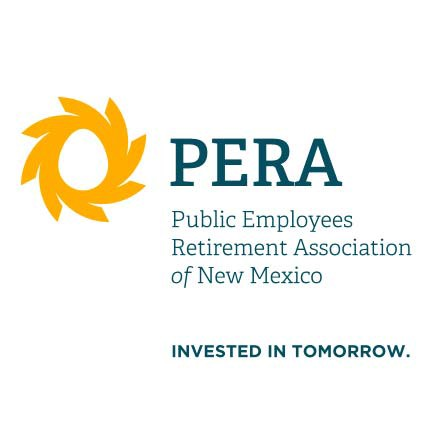 PERA
Public Employees
Retirement Association
of New Mexico
INVESTED IN TOMORROW.